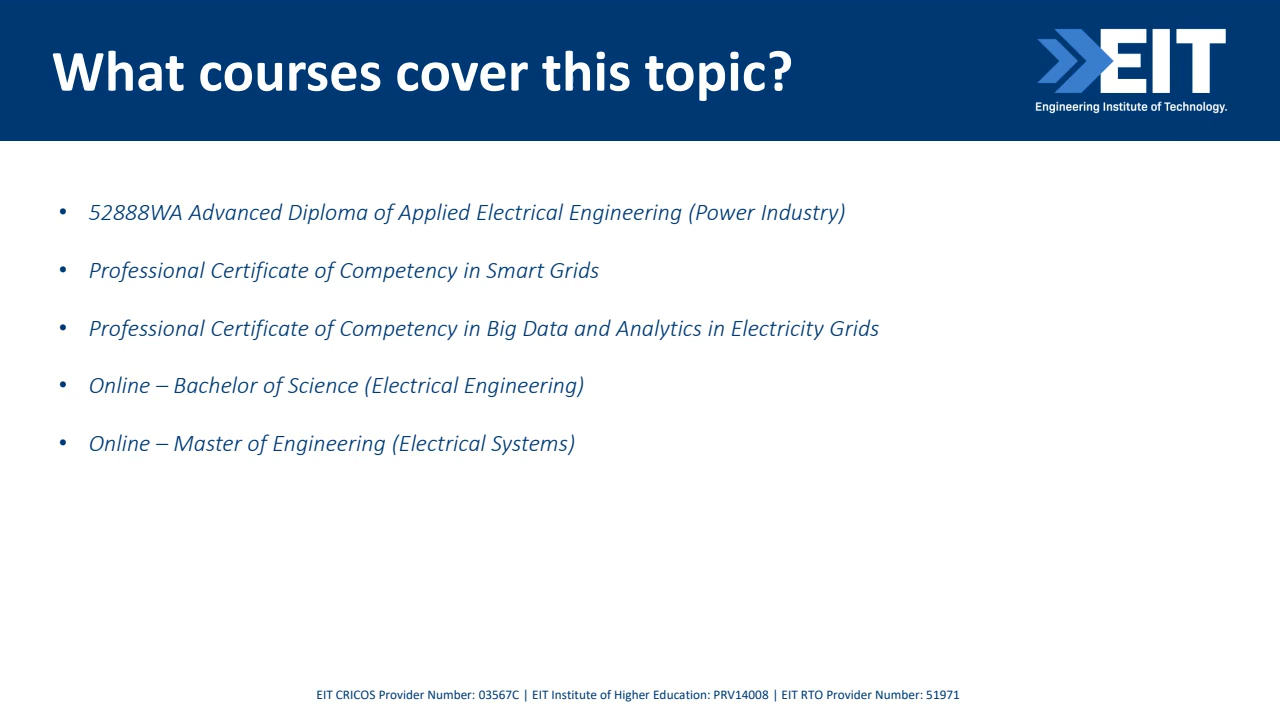 What courses cover this topic?
EIT
Engineering Institute of Technology.
• 52888WA Advanced Diploma of Applied Electrical Engineering (Power Industry)
• Professional Certificate of Competency in Smart Grids
• Professional Certificate of Competency in Big Data and Analytics in Electricity Grids
• Online – Bachelor of Science (Electrical Engineering)
• Online – Master of Engineering (Electrical Systems)
EIT CRICOS Provider Number: 03567C | EIT Institute of Higher Education: PRV14008 | EIT RTO Provider Number: 51971